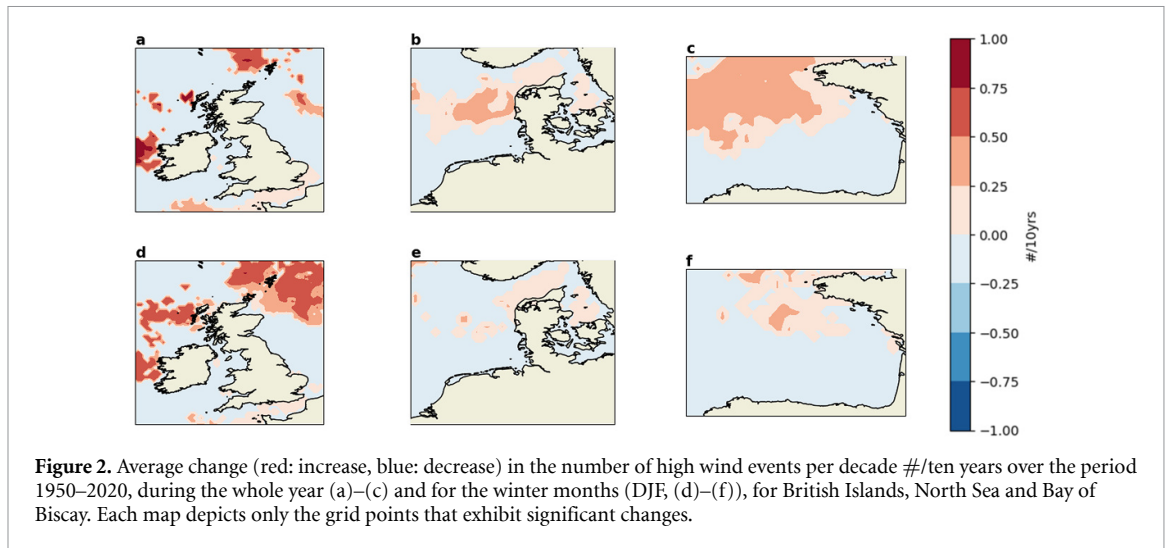 a
b
c
d
e
f
1.00
0.75
0.50
0.25
0.00
−0.25
−0.50
−0.75
−1.00
#/10yrs
Figure 2. Average change (red: increase, blue: decrease) in the number of high wind events per decade #/ten years over the period
1950–2020, during the whole year (a)–(c) and for the winter months (DJF, (d)–(f)), for British Islands, North Sea and Bay of
Biscay. Each map depicts only the grid points that exhibit significant changes.